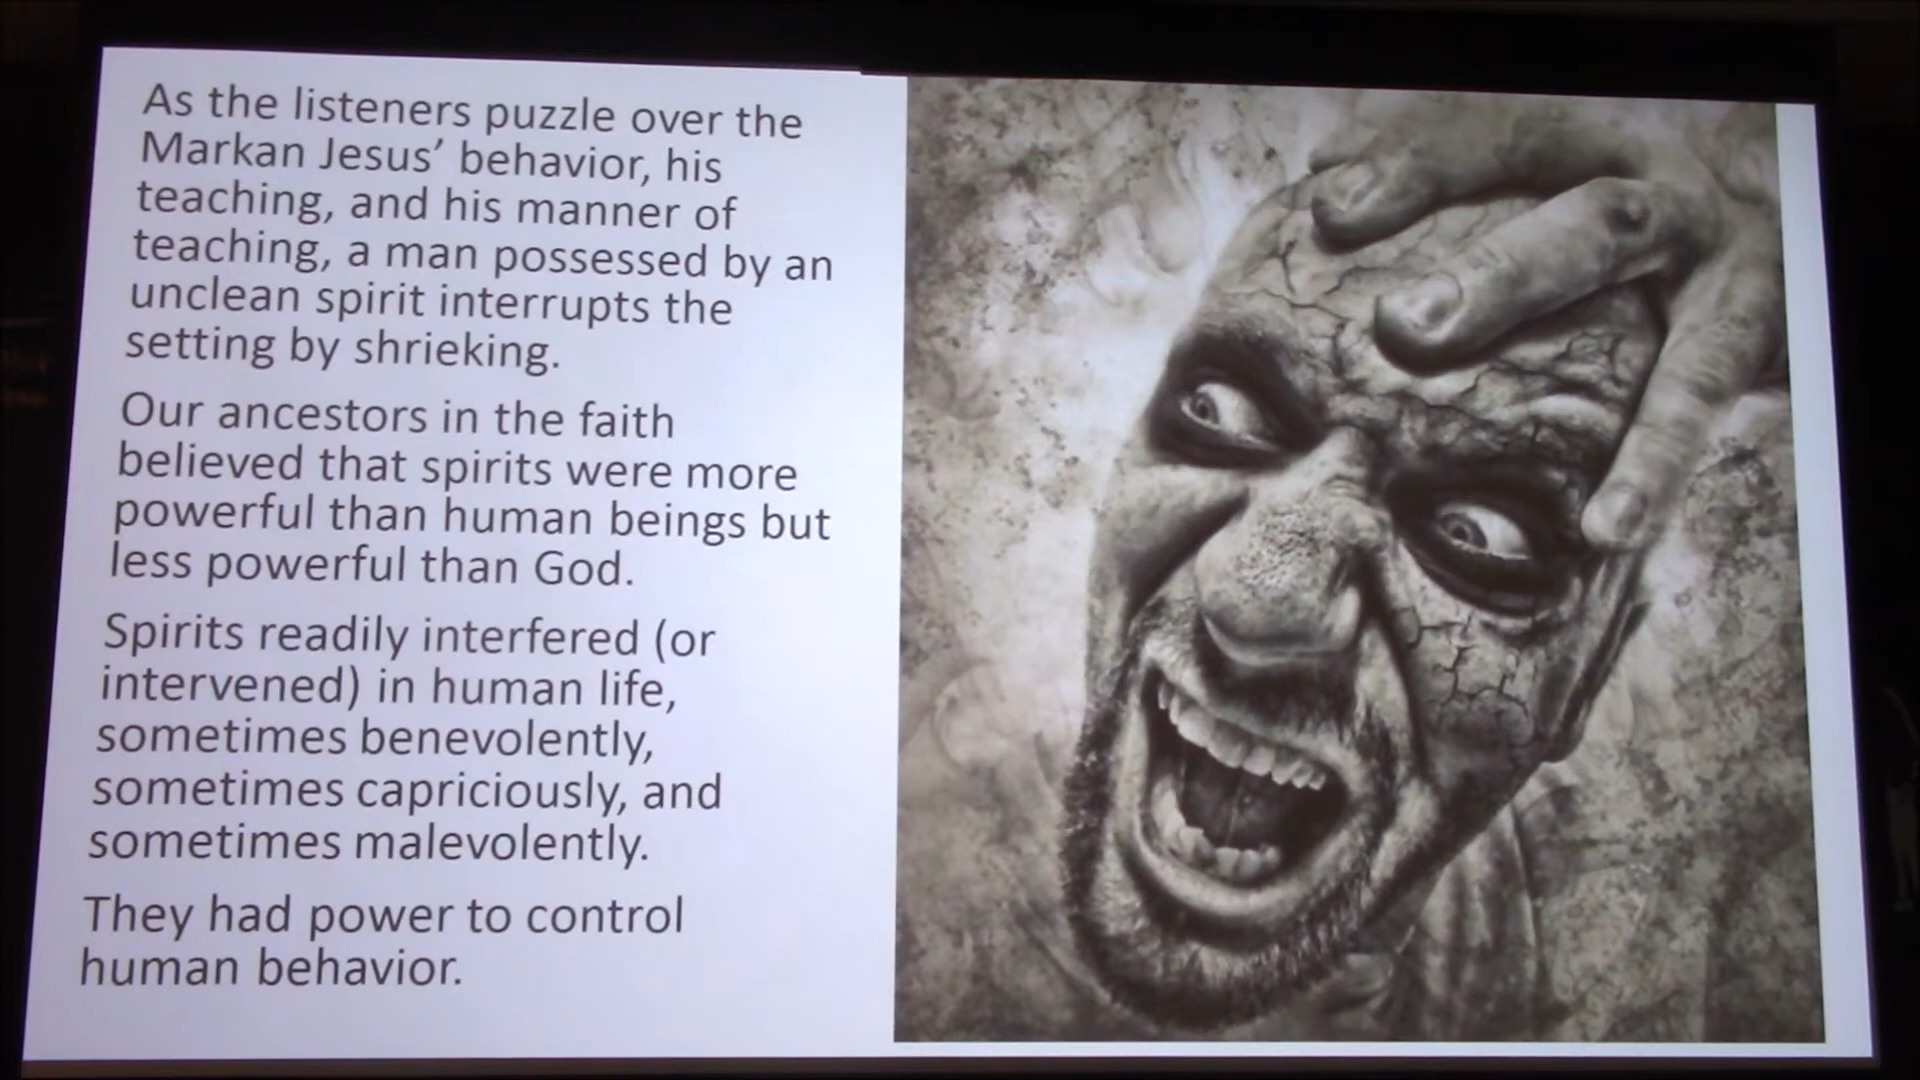 As the listeners puzzle over the
Markan Jesus’ behavior, his
teaching, and his manner of
teaching, a man possessed by an
unclean spirit interrupts the
setting by shrieking.
Our ancestors in the faith
believed that spirits were more
powerful than human beings but
less powerful than God.
Spirits readily interfered (or
intervened) in human life,
sometimes benevolently,
sometimes capriciously, and
sometimes malevolently.
They had power to control
human behavior.